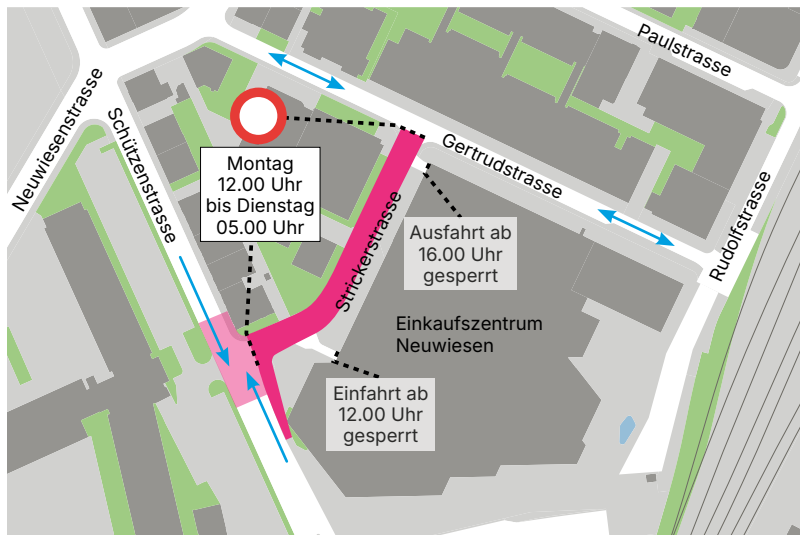 Paulstrasse
Neuwiesenstrasse
Schützenstrasse
Gertrudstrasse
Rudolfstrasse
Strickerstrasse
Montag
12.00 Uhr
bis Dienstag
05.00 Uhr
Ausfahrt ab
16.00 Uhr
gesperrt
Einkaufszentrum
Neuwiesen
Einfahrt ab
12.00 Uhr
gesperrt